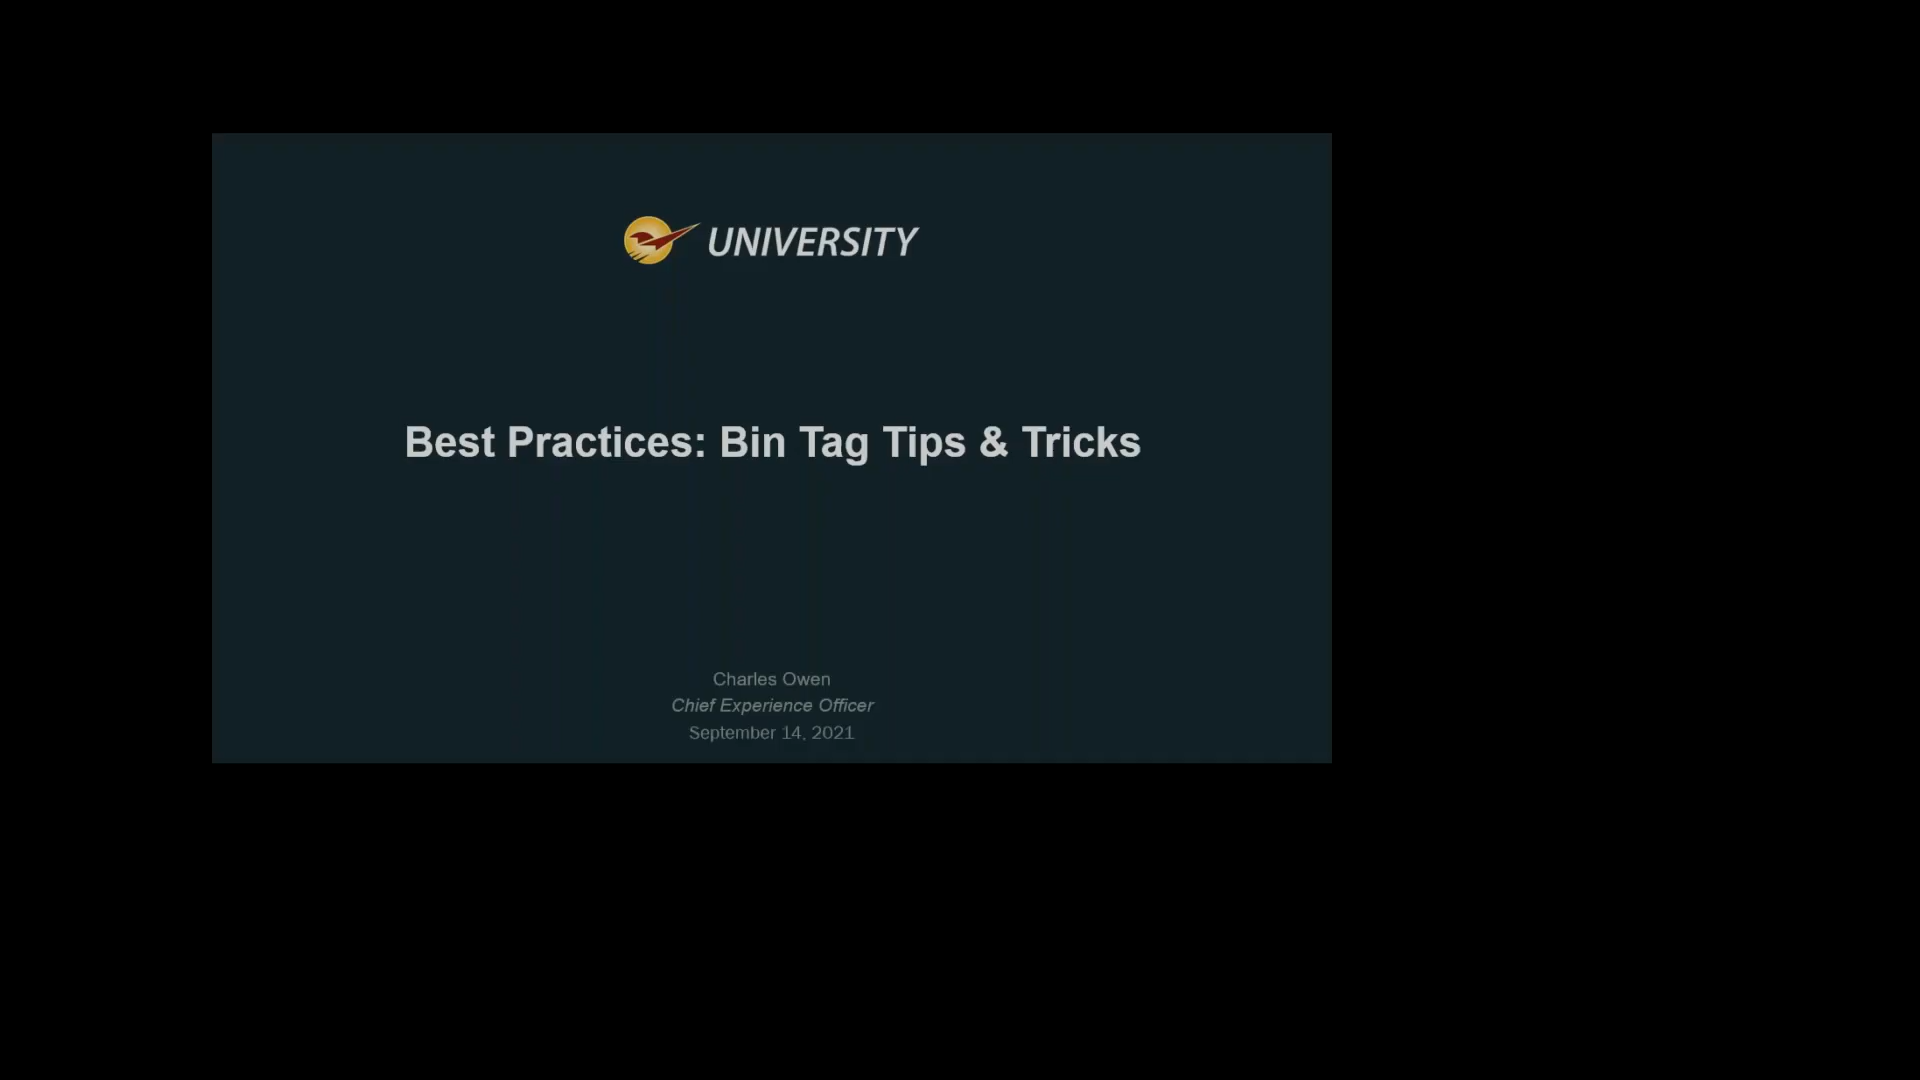 UNIVERSITY
Best Practices: Bin Tag Tips & Tricks
Charles Owen
Chief Experience Officer
September 14, 2021